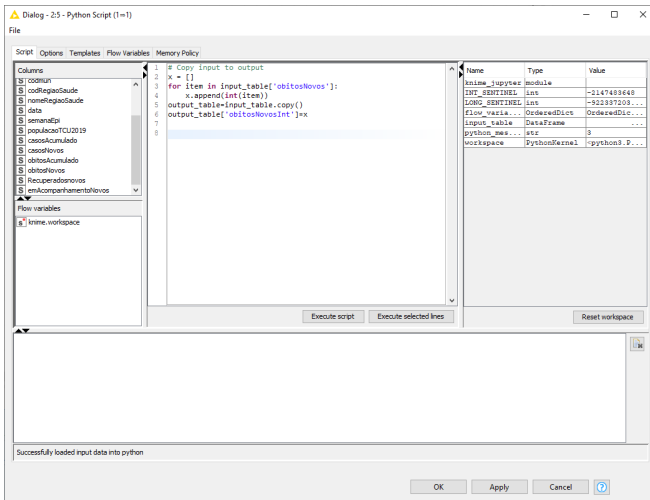 Dialog - 2:5 - Python Script (1⇒1)
File
Script Options Templates Flow Variables Memory Policy
Columns
S codmun
S codRegiaoSaude
S nomeRegiaoSaude
S data
S semanaEpi
S populacaoTCU2019
S casosAcumulado
S casosNovos
S obitosAcumulado
S obitosNovos
S Recuperadosnovos
S emAcompanhamentoNovos
Flow variables
s knime.workspace
1 # Copy input to output
2 x = []
3 for item in input_table['obitosNovos']:
4 x.append(int(item))
5 output_table=input_table.copy()
6 output_table['obitosNovosInt']=x
7
8
Execute script Execute selected lines
Name Type Value
knime_jupyter module
INT_SENTINEL int -2147483648
LONG_SENTINEL int -922337203...
flow_varia... OrderedDict OrderedDic...
input_table DataFrame ...
python_mes... str 3
workspace PythonKernel <python3.P...
Reset workspace
Successfully loaded input data into python
OK Apply Cancel ?